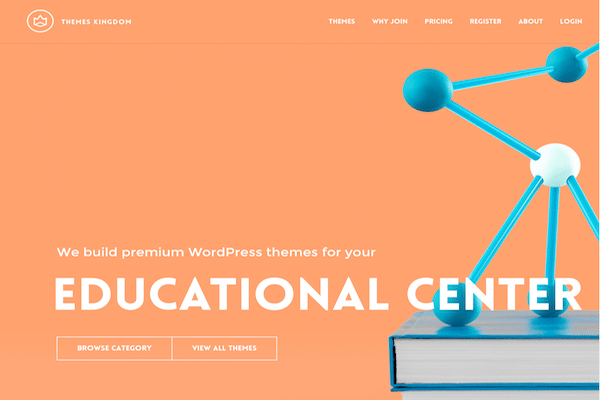 THEMES KINGDOM
THEMES WHY JOIN PRICING REGISTER ABOUT LOGIN
We build premium WordPress themes for your
EDUCATIONAL CENTER
BROWSE CATEGORY VIEW ALL THEMES